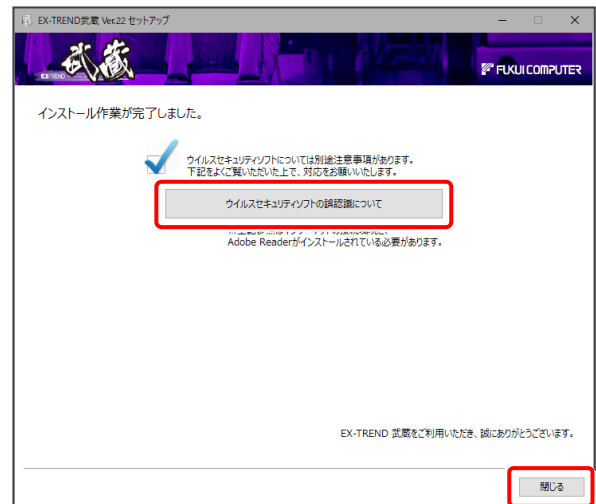 EX-TREND武蔵 Ver.22 セットアップ
EX-TREND 武蔵
FUKUI COMPUTER
インストール作業が完了しました。
ウイルスセキュリティソフトについては別途注意事項があります。
下記をよくご覧いただいた上で、対応をお願いいたします。
ウイルスセキュリティソフトの誤認識について
Adobe Readerがインストールされている必要があります。
EX-TREND 武蔵をご利用いただき、誠にありがとうございます。
閉じる